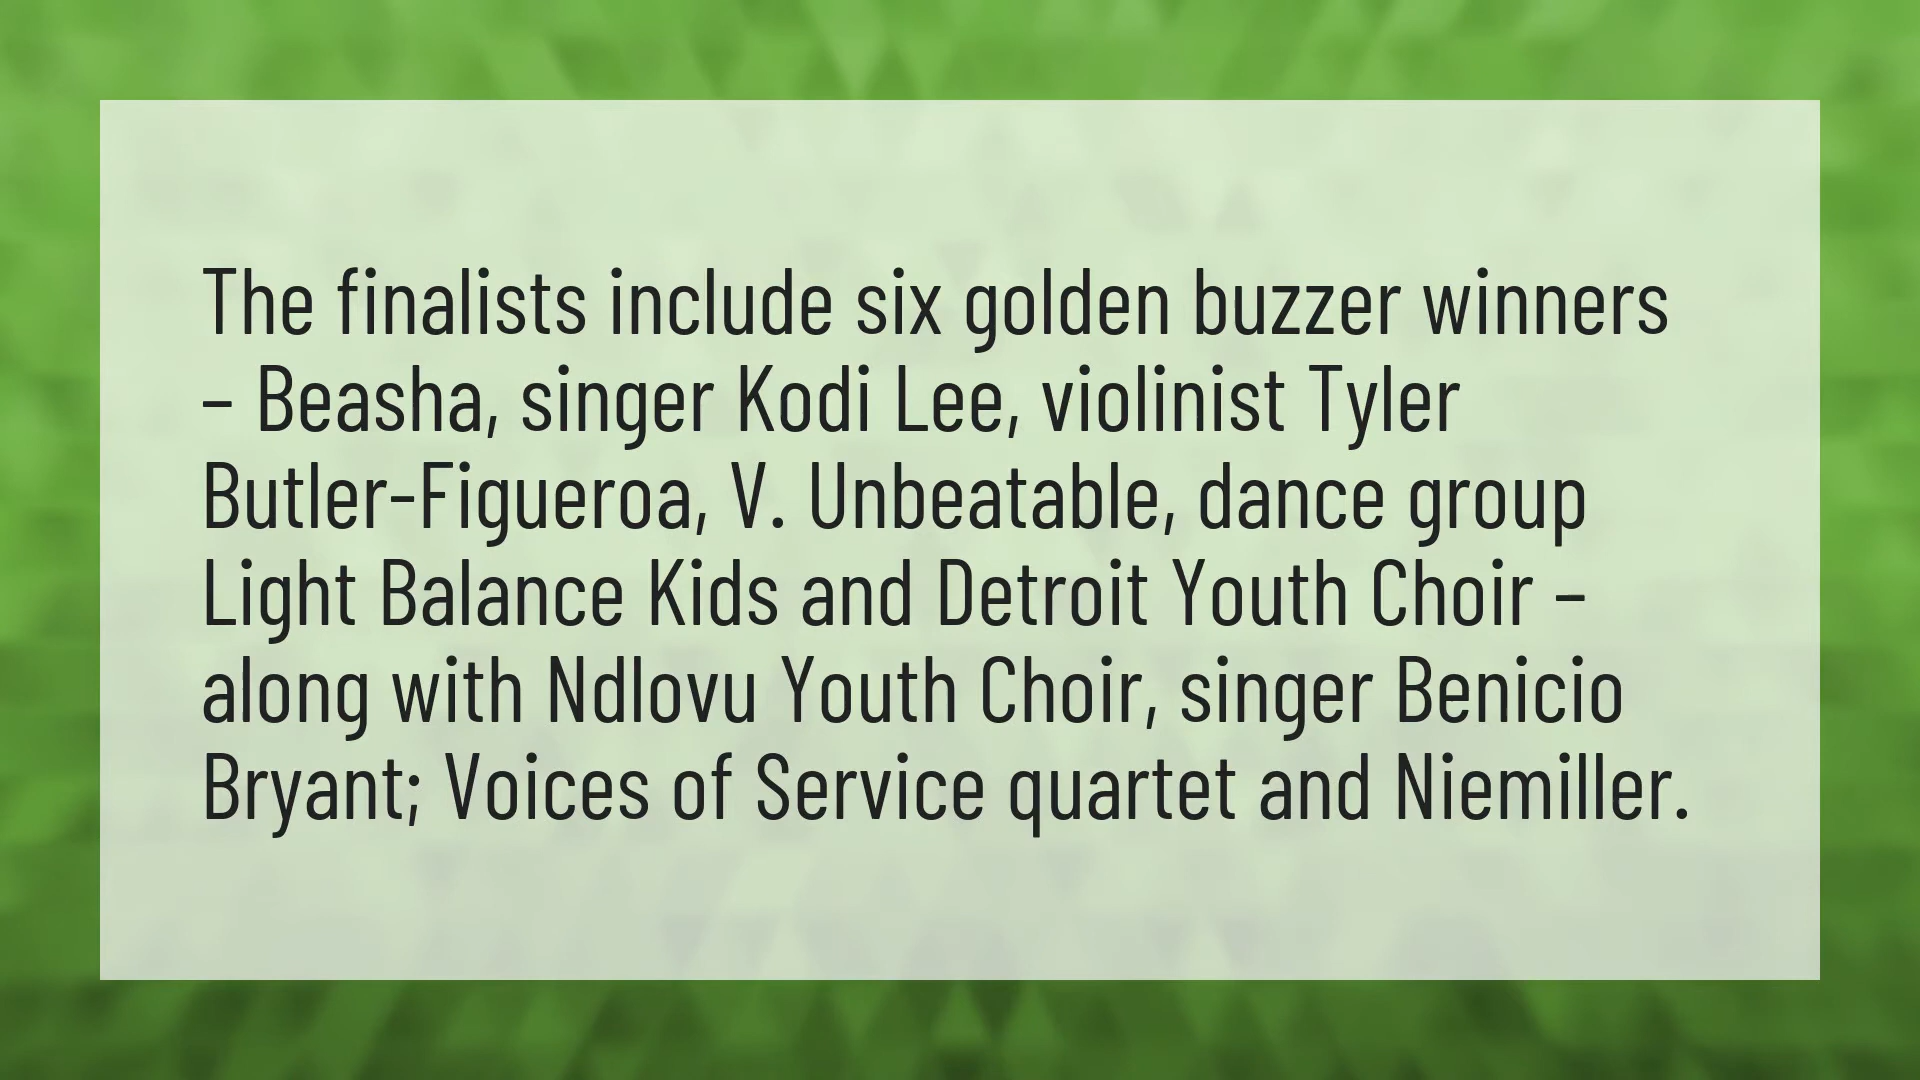 The finalists include six golden buzzer winners
– Beasha, singer Kodi Lee, violinist Tyler
Butler-Figueroa, V. Unbeatable, dance group
Light Balance Kids and Detroit Youth Choir –
along with Ndlovu Youth Choir, singer Benicio
Bryant; Voices of Service quartet and Niemiller.